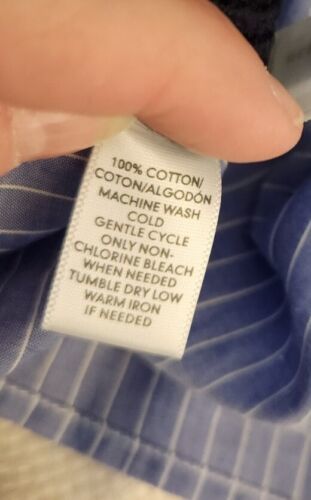 100% COTTON/
COTON/ALGODÓN
MACHINE WASH
COLD
GENTLE CYCLE
ONLY NON-
CHLORINE BLEACH
WHEN NEEDED
TUMBLE DRY LOW
WARM IRON
IF NEEDED